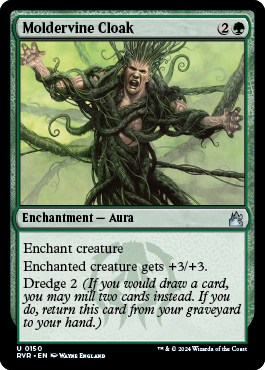 Moldervine Cloak 2
Enchantment — Aura
Enchant creature
Enchanted creature gets +3/+3.
Dredge 2 (If you would draw a card,
you may mill two cards instead. If you
do, return this card from your graveyard
to your hand.)
U 0150
RVR • EN WAYNE ENGLAND
™ & © 2024 Wizards of the Coast